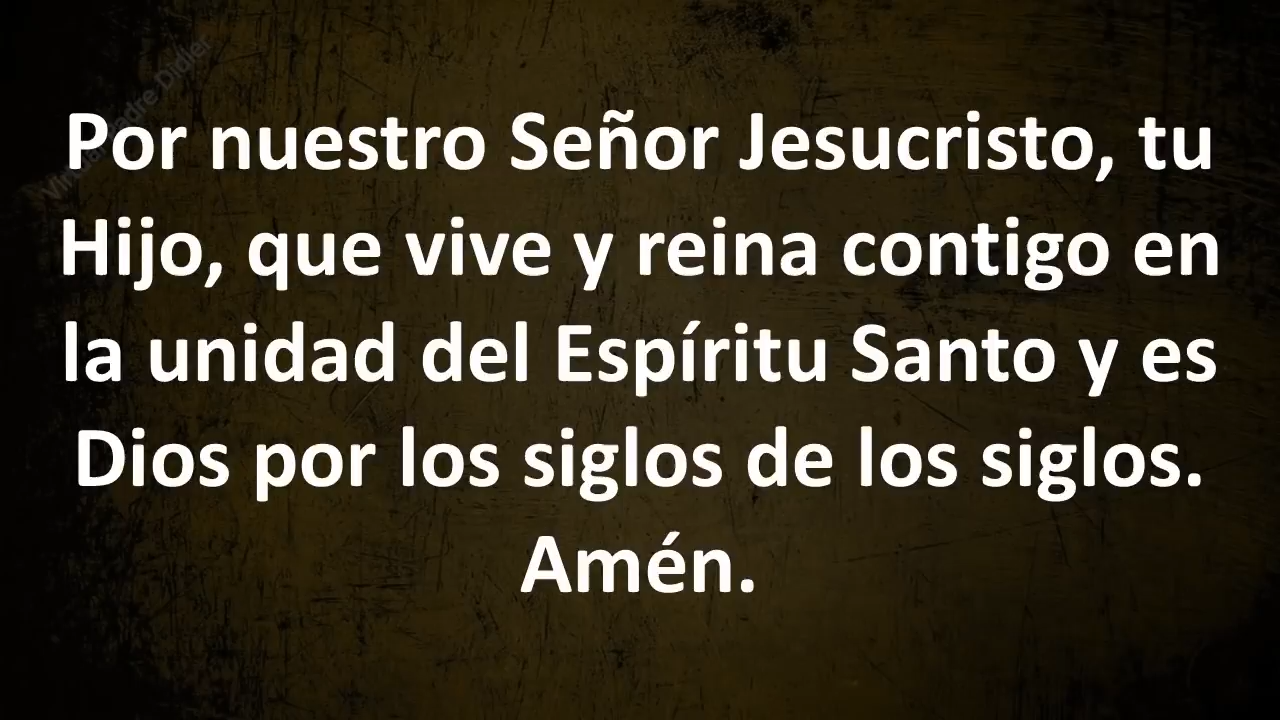 Por nuestro Señor Jesucristo, tu
Hijo, que vive y reina contigo en
la unidad del Espíritu Santo y es
Dios por los siglos de los siglos.
Amén.